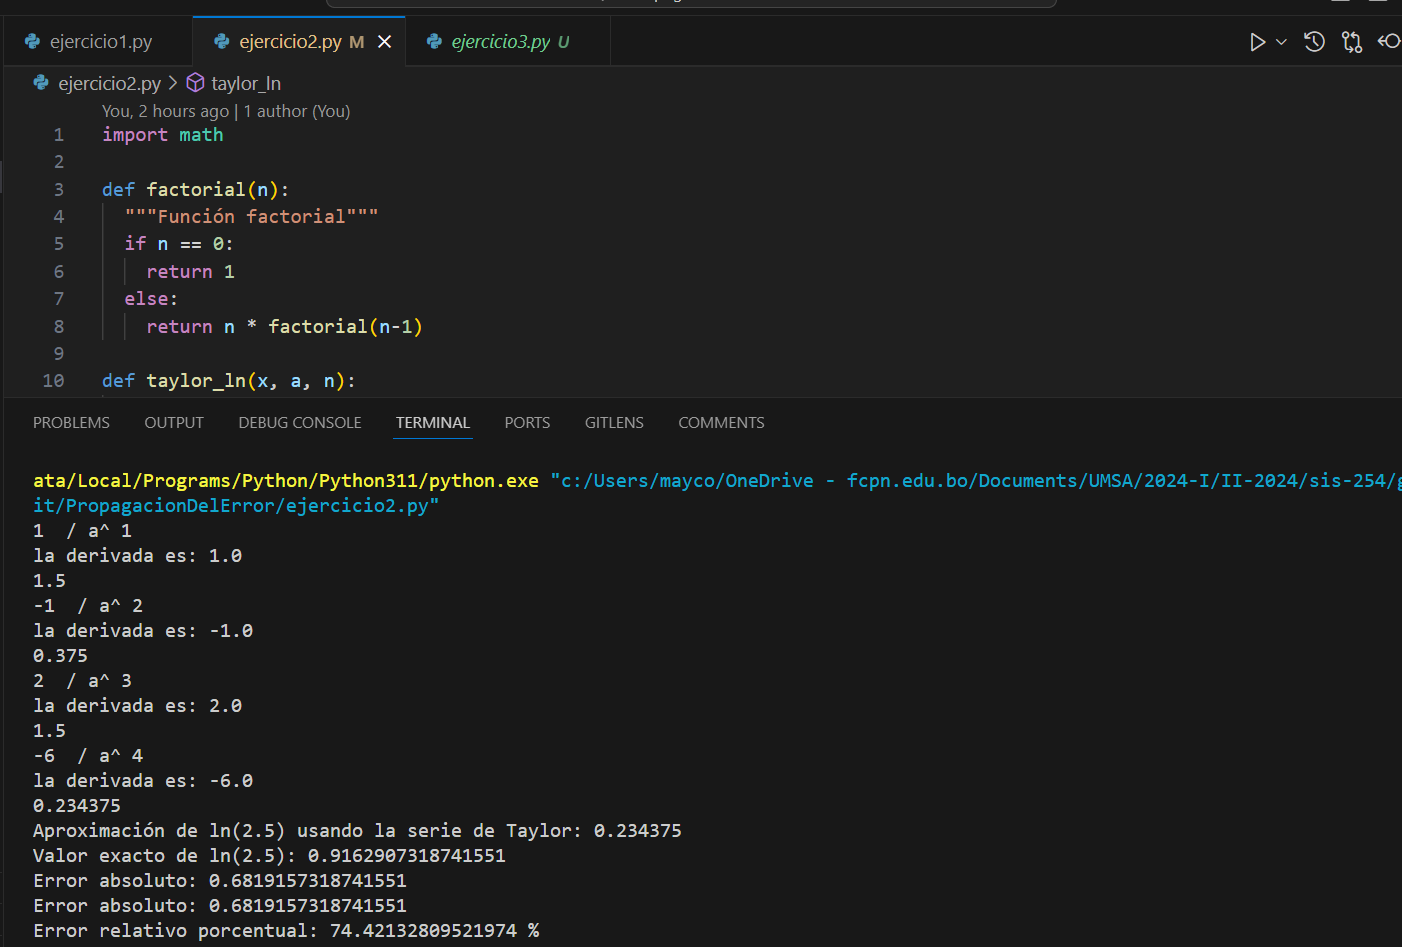 ejercicio1.py ejercicio2.py M ejercicio3.py U
ejercicio2.py > taylor_ln
You, 2 hours ago | 1 author (You)
1 import math
2
3 def factorial(n):
4 """Función factorial"""
5 if n == 0:
6 return 1
7 else:
8 return n * factorial(n-1)
9
10 def taylor_ln(x, a, n):
PROBLEMS OUTPUT DEBUG CONSOLE TERMINAL PORTS GITLENS COMMENTS
ata/Local/Programs/Python/Python311/python.exe "c:/Users/mayco/OneDrive - fcpn.edu.bo/Documents/UMSA/2024-I/II-2024/sis-254/g
it/PropagacionDelError/ejercicio2.py"
1  / a^ 1
la derivada es: 1.0
1.5
-1  / a^ 2
la derivada es: -1.0
0.375
2  / a^ 3
la derivada es: 2.0
1.5
-6  / a^ 4
la derivada es: -6.0
0.234375
Aproximación de ln(2.5) usando la serie de Taylor: 0.234375
Valor exacto de ln(2.5): 0.9162907318741551
Error absoluto: 0.6819157318741551
Error absoluto: 0.6819157318741551
Error relativo porcentual: 74.42132809521974 %